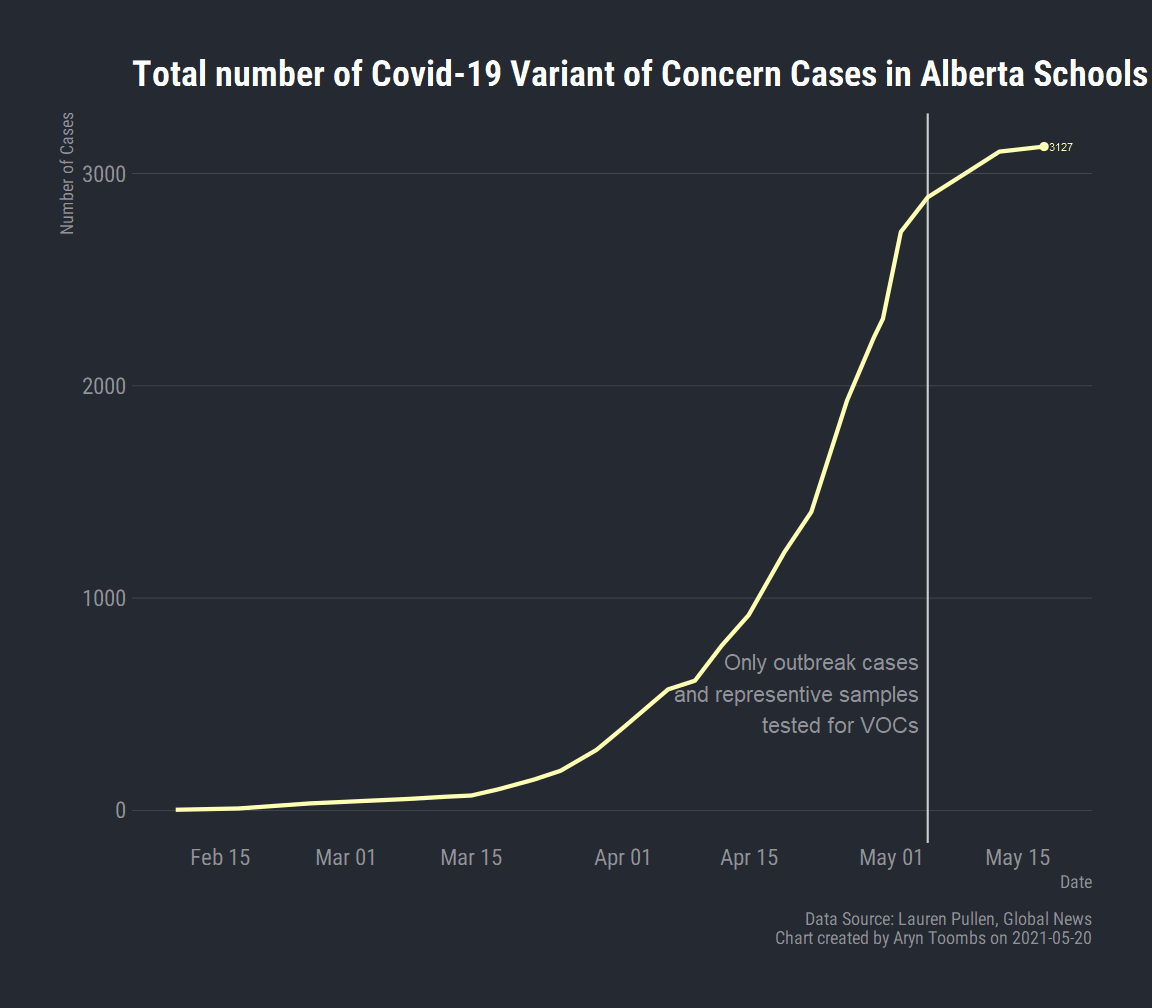 Total number of Covid-19 Variant of Concern Cases in Alberta Schools
Number of Cases
3000
2000
1000
0
3127
Only outbreak cases
and representive samples
tested for VOCs
Feb 15
Mar 01
Mar 15
Apr 01
Apr 15
May 01
May 15
Date
Data Source: Lauren Pullen, Global News
Chart created by Aryn Toombs on 2021-05-20